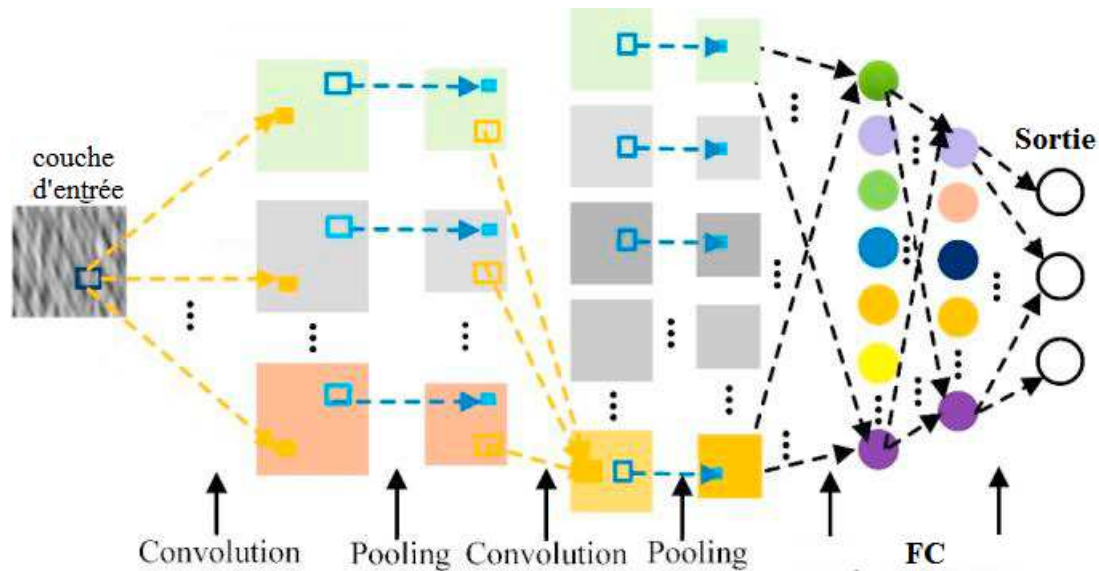 couche
d'entrée
Sortie
Convolution
Pooling
Convolution
Pooling
FC